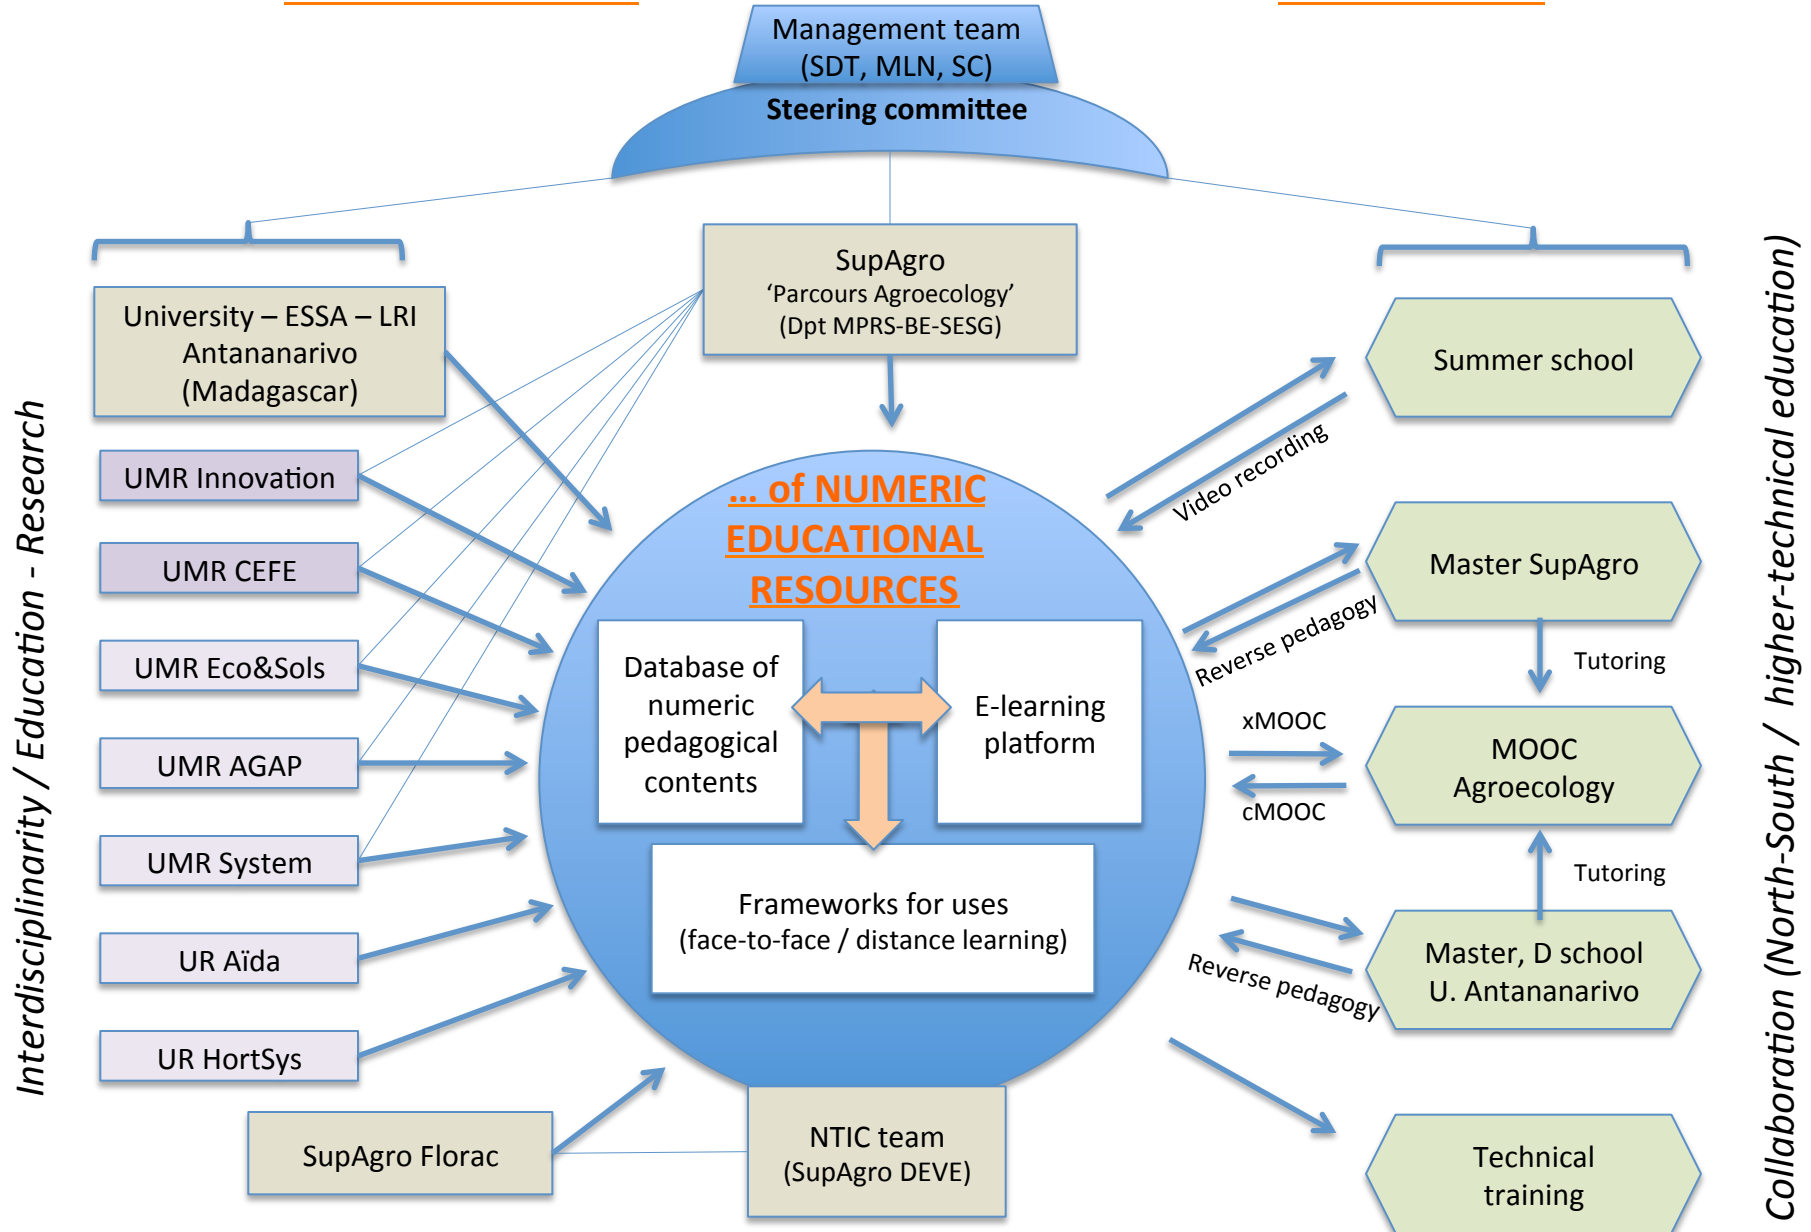 Management team
(SDT, MLN, SC)
Steering committee
SupAgro
‘Parcours Agroecology’
(Dpt MPRS-BE-SESG)
University – ESSA – LRI
Antananarivo
(Madagascar)
UMR Innovation
UMR CEFE
UMR Eco&Sols
UMR AGAP
UMR System
UR Aïda
UR HortSys
SupAgro Florac
NTIC team
(SupAgro DEVE)
Interdisciplinarity / Education - Research
... of NUMERIC
EDUCATIONAL
RESOURCES
Database of
numeric
pedagogical
contents
E-learning
platform
Frameworks for uses
(face-to-face / distance learning)
Video recording
Reverse pedagogy
xMOOC
cMOOC
Reverse pedagogy
Summer school
Master SupAgro
Tutoring
MOOC
Agroecology
Tutoring
Master, D school
U. Antananarivo
Technical
training
Collaboration (North-South / higher-technical education)